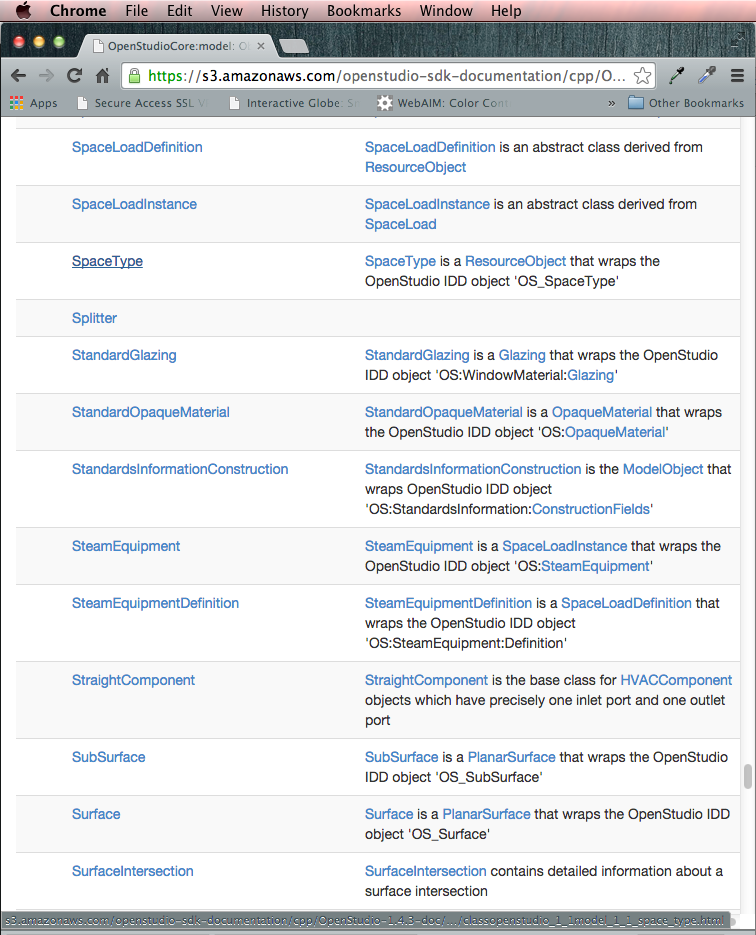 Chrome File Edit View History Bookmarks Window Help
OpenStudioCore:model:
https://s3.amazonaws.com/openstudio-sdk-documentation/cpp/O...
Apps Secure Access SSL Interactive Globe: WebAIM: Color » Other Bookmarks
SpaceLoadDefinition SpaceLoadDefinition is an abstract class derived from
ResourceObject
SpaceLoadInstance SpaceLoadInstance is an abstract class derived from
SpaceLoad
SpaceType SpaceType is a ResourceObject that wraps the
OpenStudio IDD object 'OS_SpaceType'
Splitter
StandardGlazing StandardGlazing is a Glazing that wraps the OpenStudio
IDD object 'OS:WindowMaterial:Glazing'
StandardOpaqueMaterial StandardOpaqueMaterial is a OpaqueMaterial that wraps
the OpenStudio IDD object 'OS:OpaqueMaterial'
StandardsInformationConstruction StandardsInformationConstruction is the ModelObject that
wraps OpenStudio IDD object
'OS:StandardsInformation:ConstructionFields'
SteamEquipment SteamEquipment is a SpaceLoadInstance that wraps the
OpenStudio IDD object 'OS:SteamEquipment'
SteamEquipmentDefinition SteamEquipmentDefinition is a SpaceLoadDefinition that
wraps the OpenStudio IDD object
'OS:SteamEquipment:Definition'
StraightComponent StraightComponent is the base class for HVACComponent
objects which have precisely one inlet port and one outlet
port
SubSurface SubSurface is a PlanarSurface that wraps the OpenStudio
IDD object 'OS_SubSurface'
Surface Surface is a PlanarSurface that wraps the OpenStudio IDD
object 'OS_Surface'
SurfaceIntersection SurfaceIntersection contains detailed information about a
surface intersection
s3.amazonaws.com/openstudio-sdk-documentation/cpp/OpenStudio-1.4.3-doc/.../classopenstudio_1_1model_1_1_space_type.html